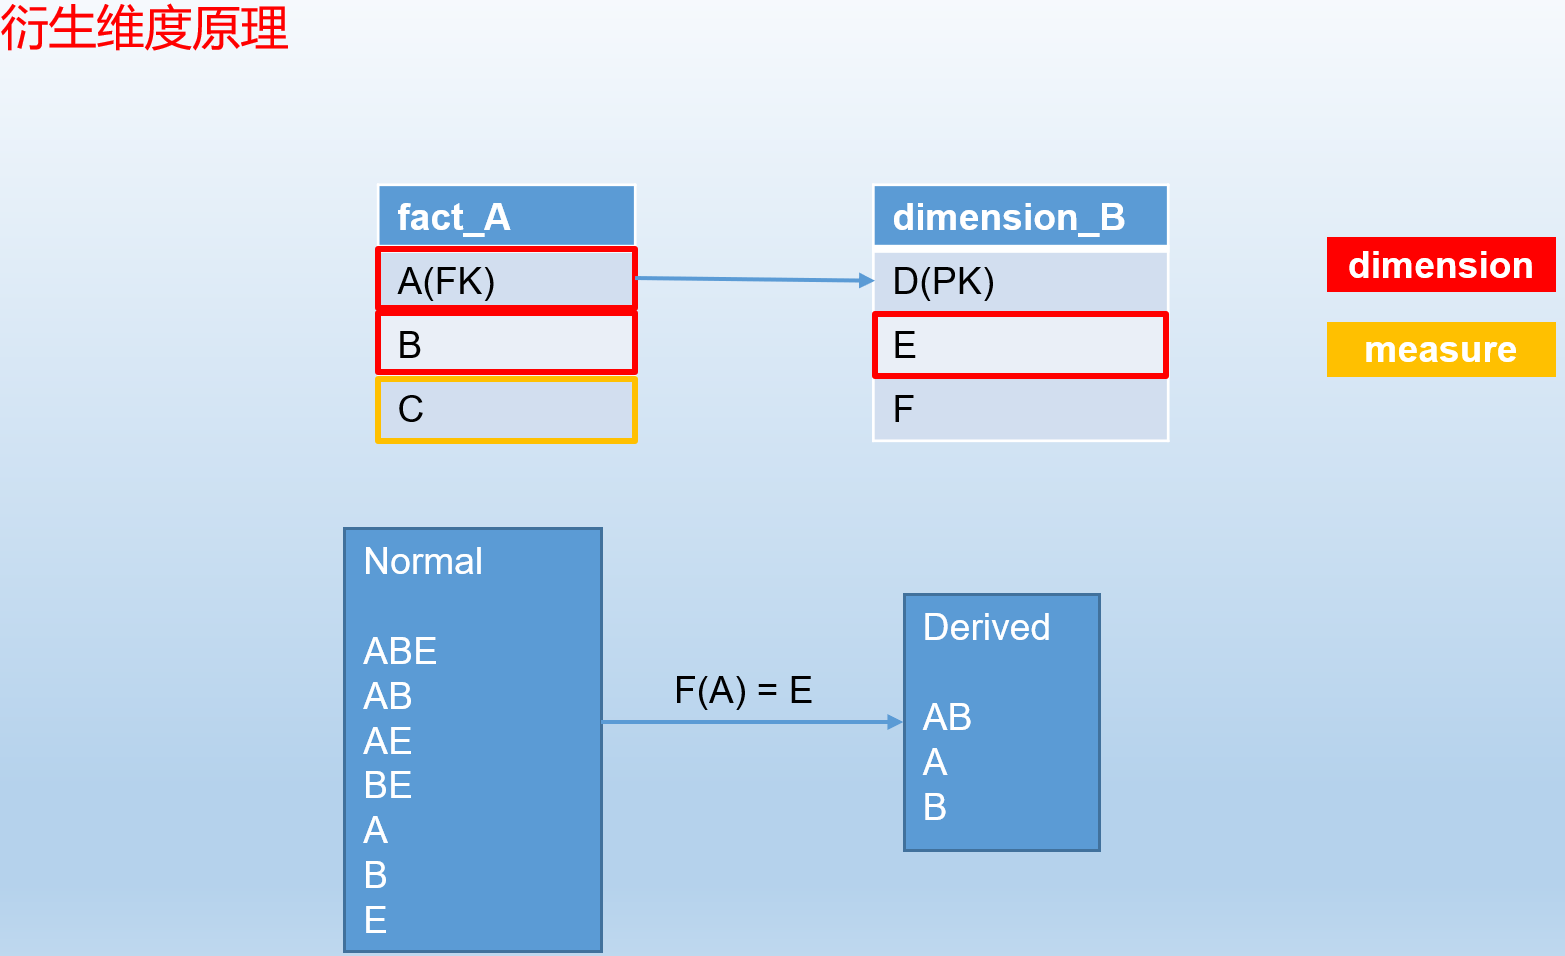 衍生维度原理
fact_A
A(FK)
B
C
dimension_B
D(PK)
E
F
dimension
measure
Normal
ABE
AB
AE
BE
A
B
E
F(A) = E
Derived
AB
A
B